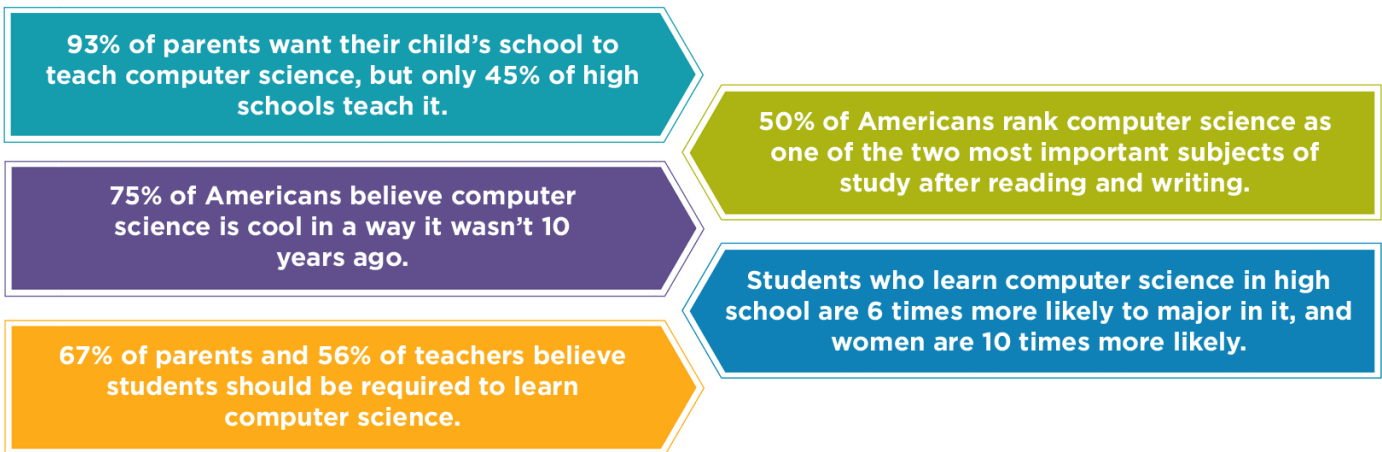 93% of parents want their child's school to
teach computer science, but only 45% of high
schools teach it.
50% of Americans rank computer science as
one of the two most important subjects of
study after reading and writing.
75% of Americans believe computer
science is cool in a way it wasn't 10
years ago.
Students who learn computer science in high
school are 6 times more likely to major in it, and
women are 10 times more likely.
67% of parents and 56% of teachers believe
students should be required to learn
computer science.